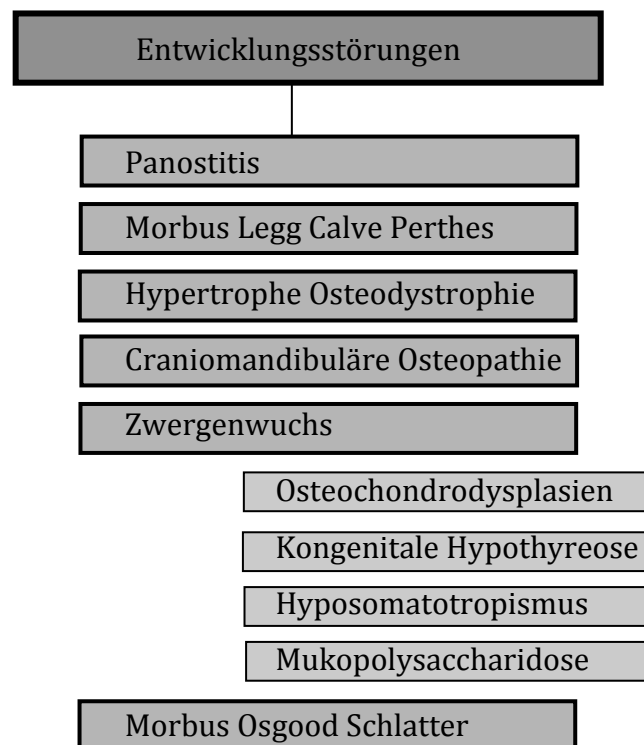 Entwicklungsstörungen
Panostitis
Morbus Legg Calve Perthes
Hypertrophe Osteodystrophie
Craniomandibuläre Osteopathie
Zwergenwuchs
Osteochondrodysplasien
Kongenitale Hypothyreose
Hyposomatotropismus
Mukopolysaccharidose
Morbus Osgood Schlatter